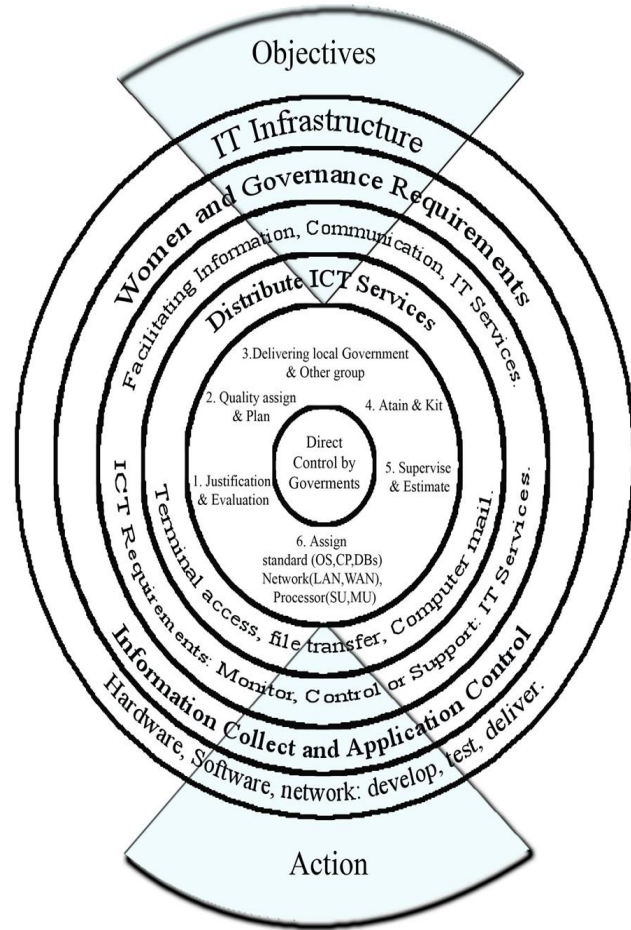 Objectives
IT Infrastructure
Women and Governance Requirements
Facilitating Information, Communication, IT Services.
Distribute ICT Services
3.Delivering local Government
& Other group
2. Quality assign
& Plan
4. Atain & Kit
Direct
Control by
Goverments
1. Justification
& Evaluation
5. Supervise
& Estimate
6. Assign
standard (OS,CP,DBs)
Network(LAN,WAN),
Processor(SU,MU)
Terminal access, file transfer, Computer mail.
ICT Requirements: Monitor, Control or Support: IT Services.
Information Collect and Application Control
Hardware, Software, network: develop, test, deliver.
Action